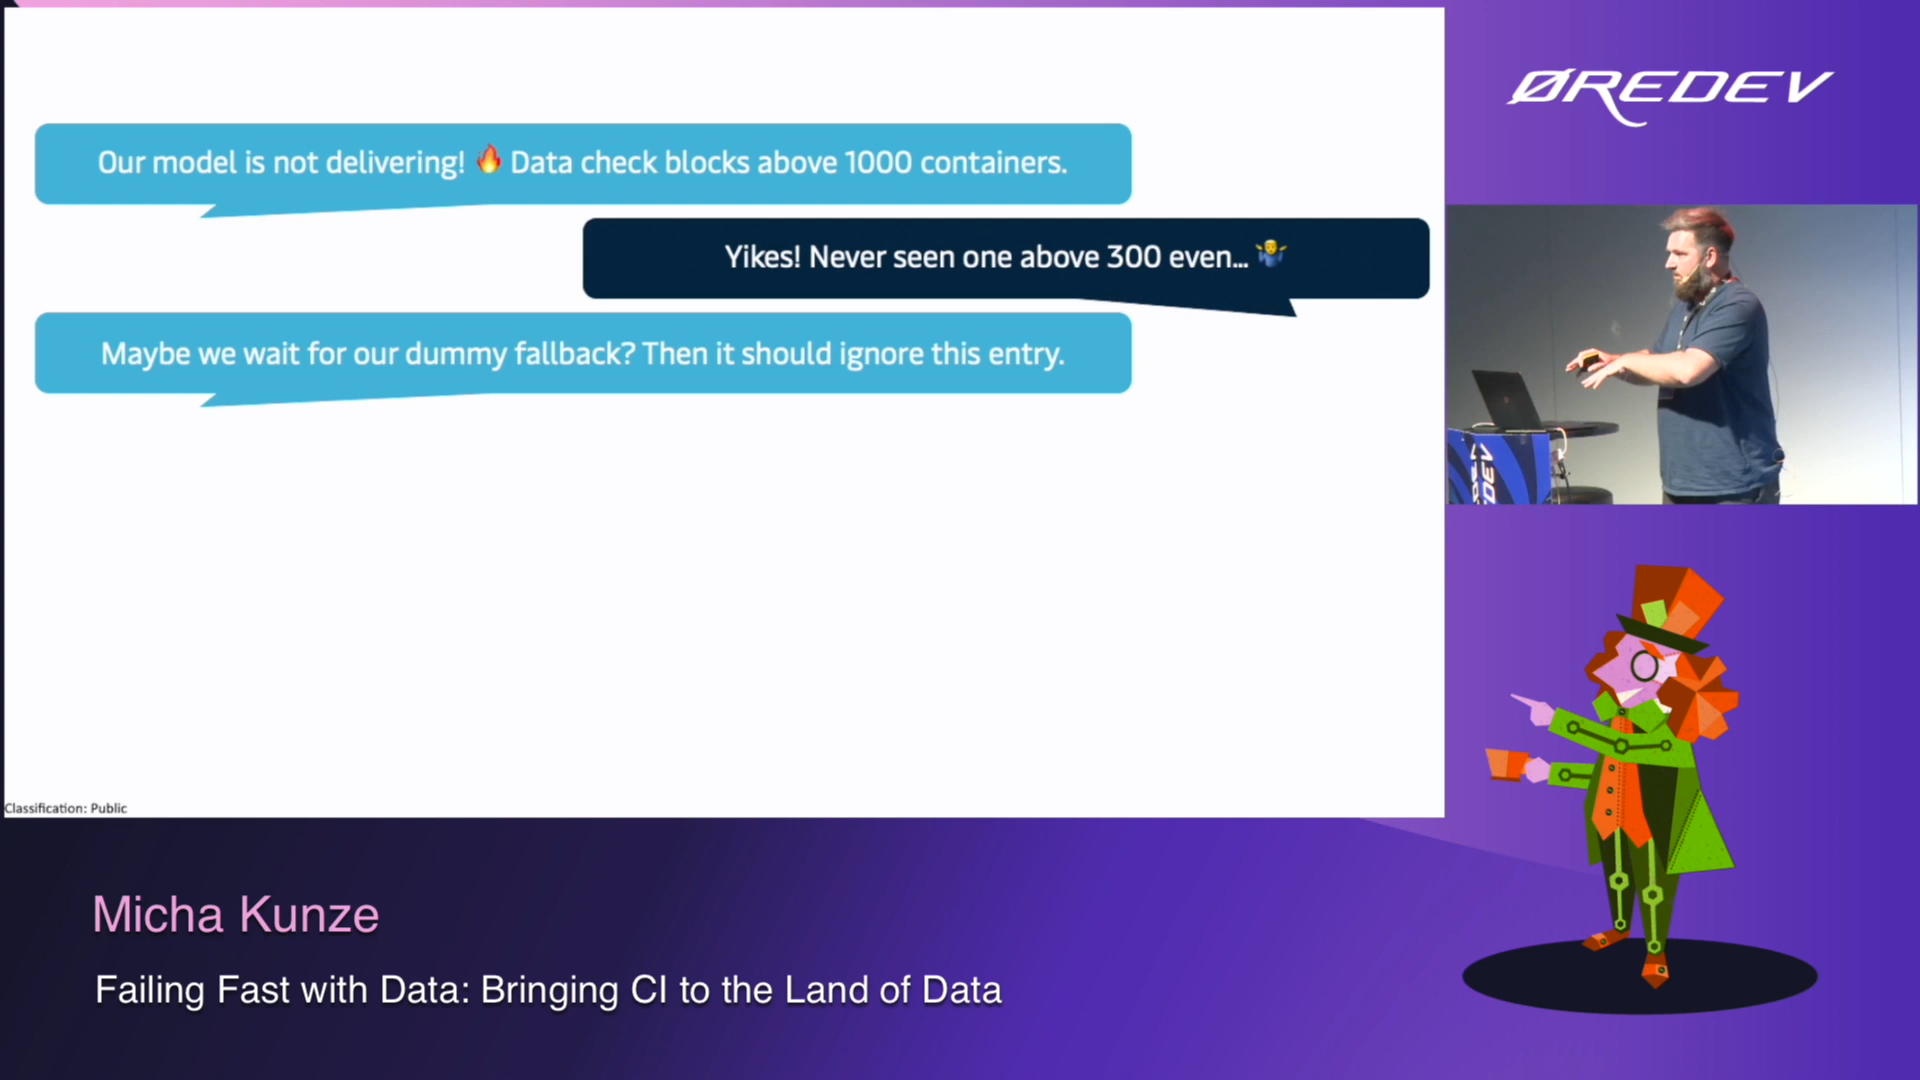 Our model is not delivering! 🔥 Data check blocks above 1000 containers.
Yikes! Never seen one above 300 even... 🤷‍♂️
Maybe we wait for our dummy fallback? Then it should ignore this entry.
Classification: Public
ØREDEV
Micha Kunze
Failing Fast with Data: Bringing CI to the Land of Data